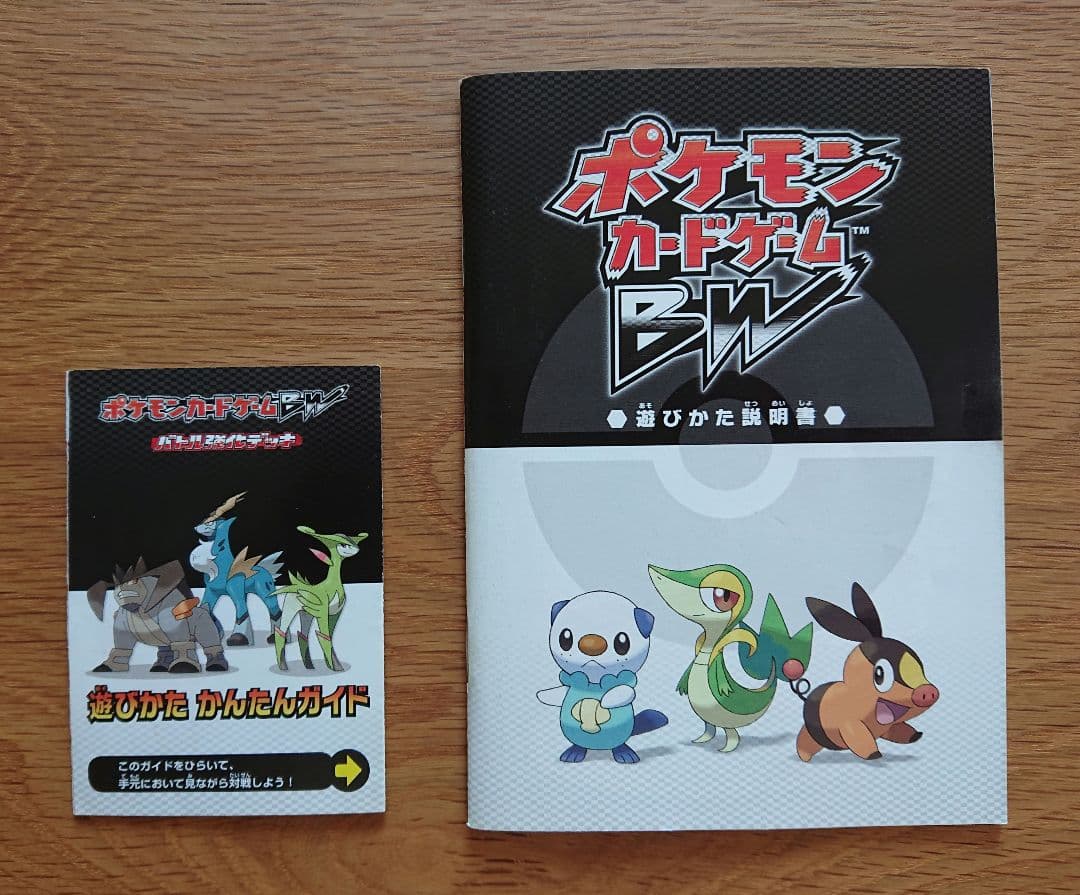 ポケモンカードゲームBW
バトル強化デッキ
遊びかた かんたんガイド
このガイドをひらいて、
手元において見ながら対戦しよう!
ポケモン
カードゲーム™
BW
遊びかた説明書